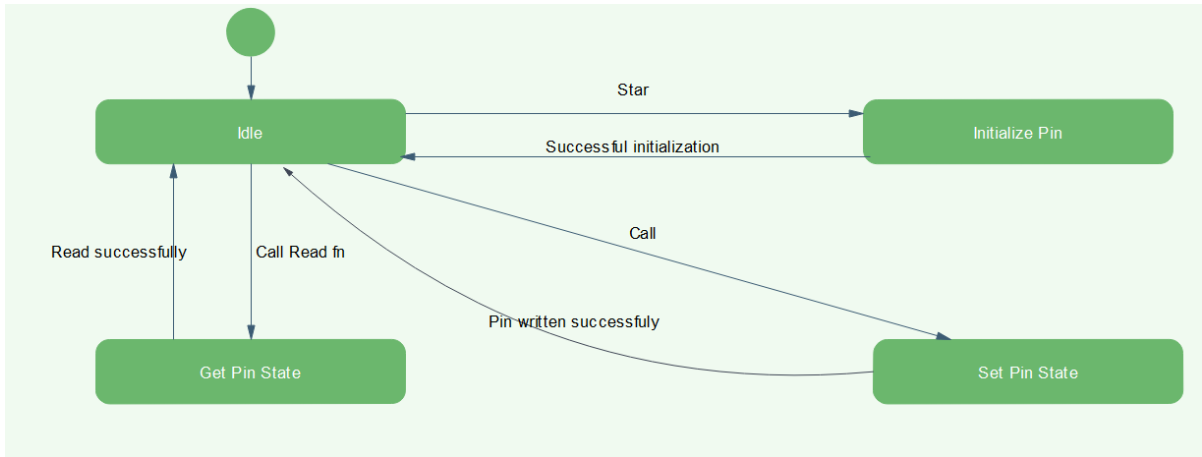 Star
Idle
Initialize Pin
Successful initialization
Call
Read successfully
Call Read fn
Pin written successfuly
Get Pin State
Set Pin State